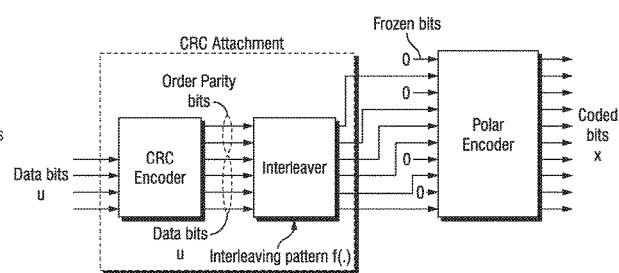 Frozen bits
CRC Attachment
Order Parity
bits
0
0
0
0
CRC
Encoder
Interleaver
Polar
Encoder
Coded
bits
x
s
Data bits
u
Data bits
u
Interleaving pattern f(.)